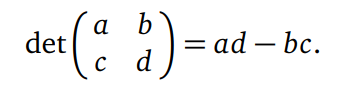 det(a b
c d) = ad − bc.